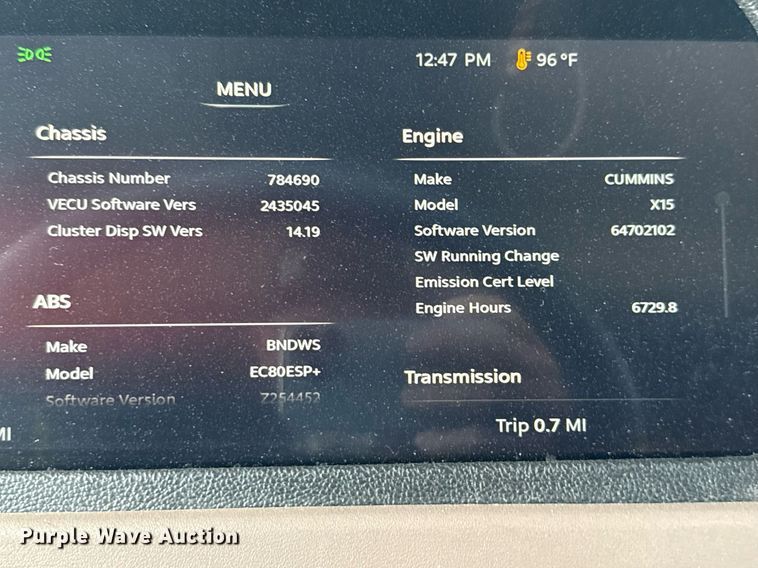 12:47 PM 96 °F
MENU
Chassis
Chassis Number 784690
VECU Software Vers 2435045
Cluster Disp SW Vers 14.19
ABS
Make BNDWS
Model EC80ESP+
Software Version Z254453
Engine
Make CUMMINS
Model X15
Software Version 64702102
SW Running Change
Emission Cert Level
Engine Hours 6729.8
Transmission
MI
Trip 0.7 MI
Purple Wave Auction